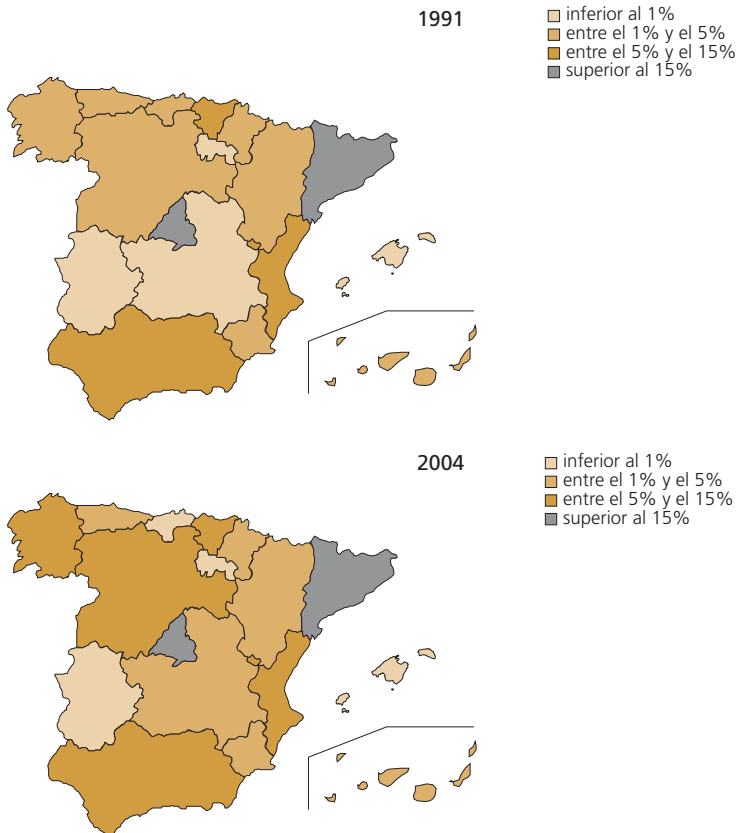 1991
inferior al 1%
entre el 1% y el 5%
entre el 5% y el 15%
superior al 15%
2004
inferior al 1%
entre el 1% y el 5%
entre el 5% y el 15%
superior al 15%